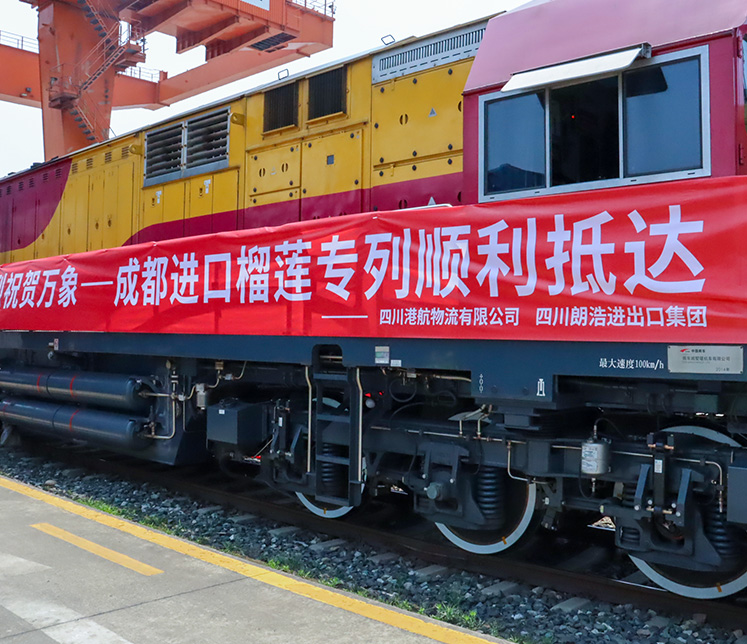 祝贺万象—成都进口榴莲专列顺利抵达
—— 四川港航物流有限公司 四川朗浩进出口集团
最大速度100km/h